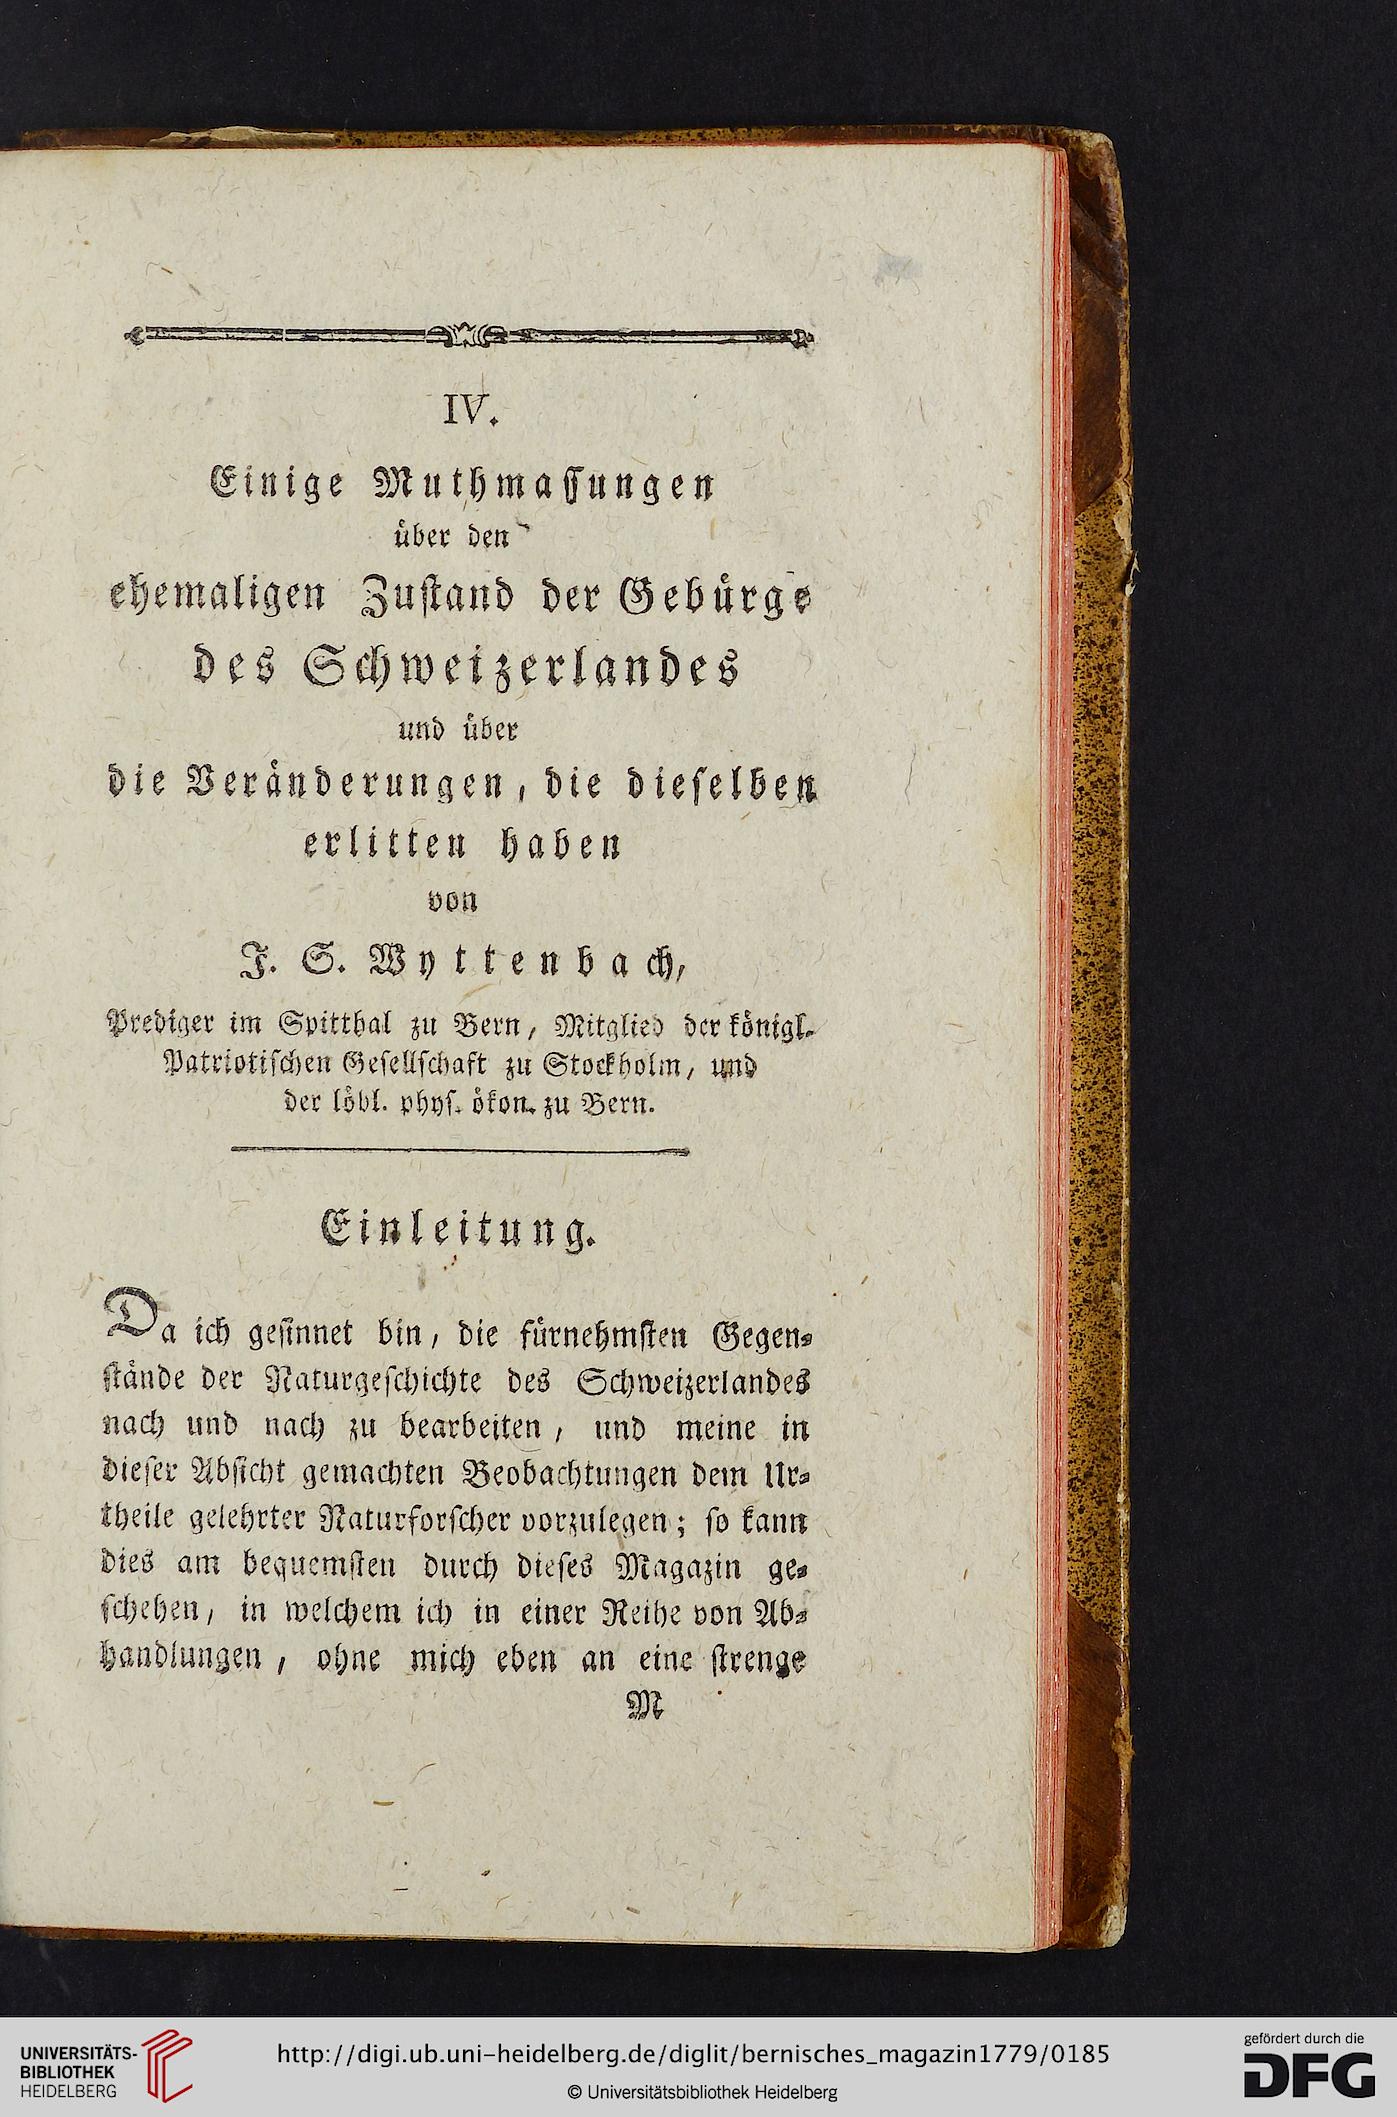 IV.
Einige Muthmaſſungen
über den
ehemaligen Zuſtand der Gebürge
des Schweizerlandes
und über
die Veränderungen, die dieſelben
erlitten haben
von
J. S. Wyttenbach,
Prediger im Spitthal zu Bern, Mitglied der königl.
Patriotiſchen Geſellſchaft zu Stockholm, und
der löbl. phyſ. ökon. zu Bern.
Einleitung.
Da ich geſinnet bin, die fürnehmſten Gegen⸗
ſtände der Naturgeſchichte des Schweizerlandes
nach und nach zu bearbeiten, und meine in
dieſer Abſicht gemachten Beobachtungen dem Ur⸗
theile gelehrter Naturforſcher vorzulegen; ſo kann
dies am bequemſten durch dieſes Magazin ge⸗
ſchehen, in welchem ich in einer Reihe von Ab⸗
handlungen, ohne mich eben an eine ſtrenge
M
UNIVERSITÄTS-
BIBLIOTHEK
HEIDELBERG
http://digi.ub.uni-heidelberg.de/diglit/bernisches_magazin1779/0185
© Universitätsbibliothek Heidelberg
gefördert durch die
DFG